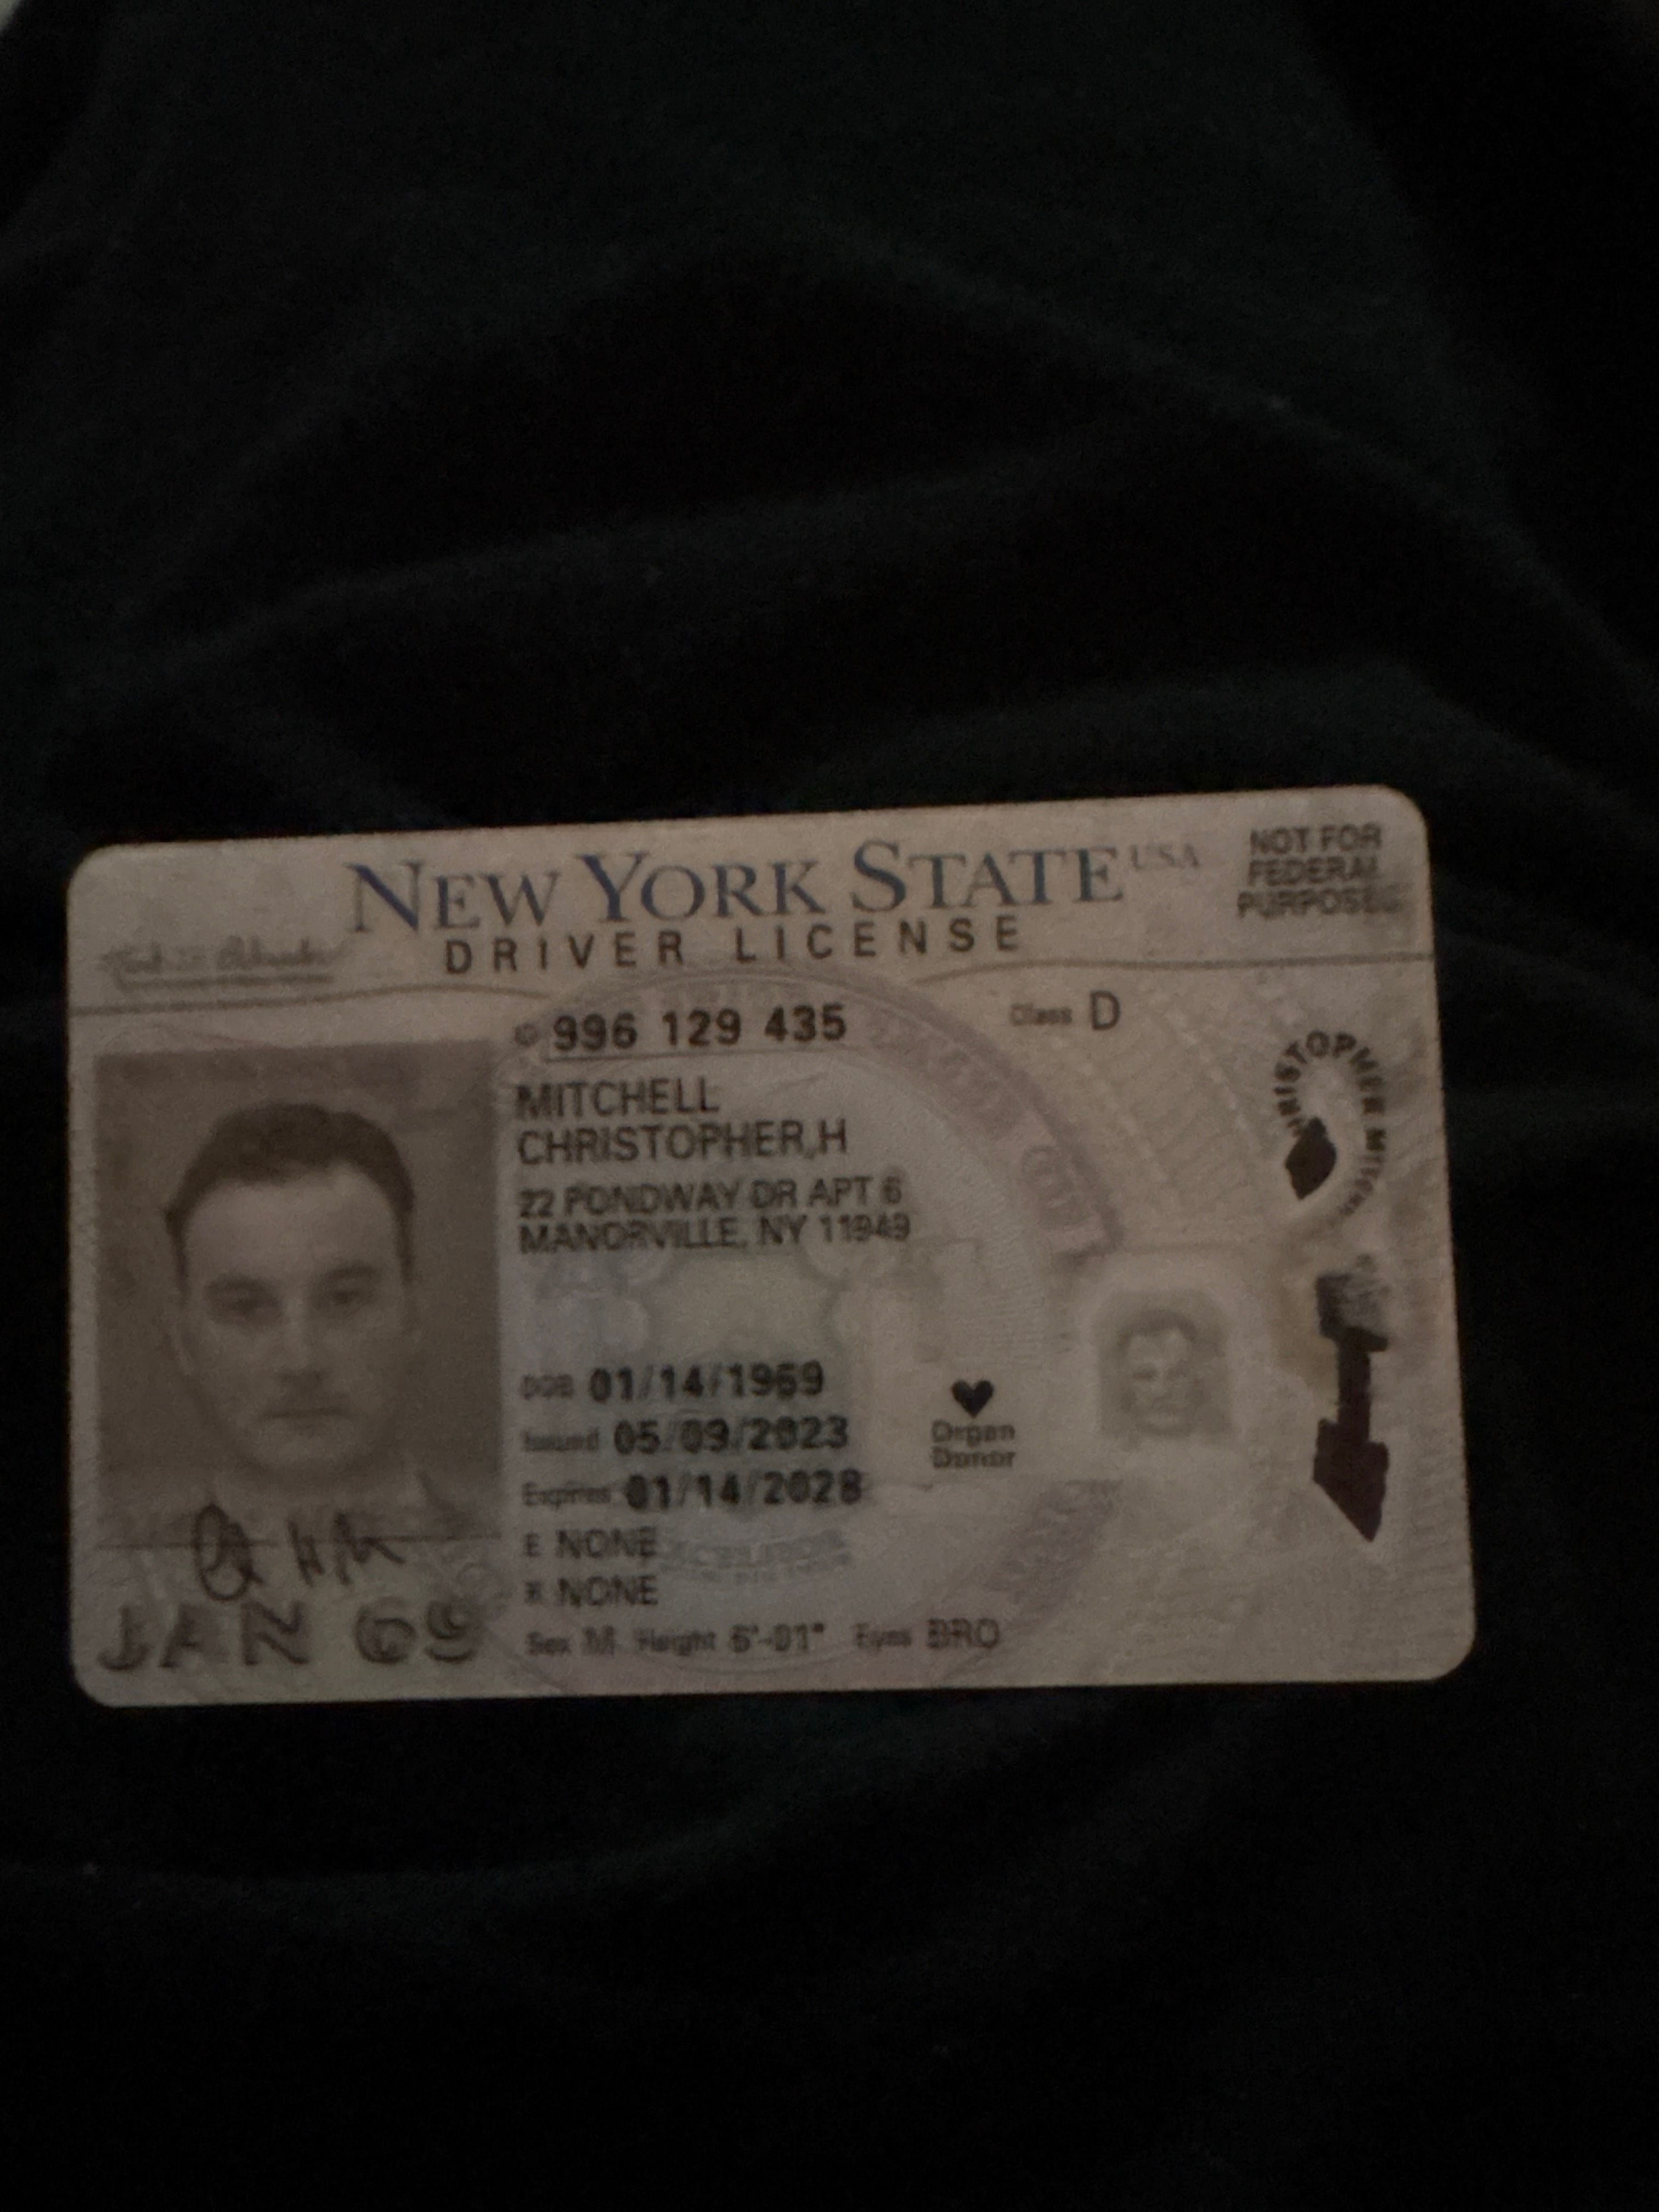 NEW YORK STATE USA
DRIVER LICENSE
NOT FOR
FEDERAL
PURPOSES
ID 996 129 435
Class D
MITCHELL
CHRISTOPHER,H
22 PONDWAY DR APT 6
MANORVILLE, NY 11949
DOB 01/14/1969
Issued 05/09/2023
Expires 01/14/2028
E NONE
R NONE
Sex M Height 6'-01" Eyes BRO
Organ
Donor
JAN 69